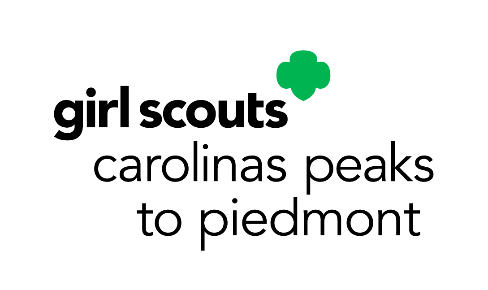 girl scouts
carolinas peaks
to piedmont